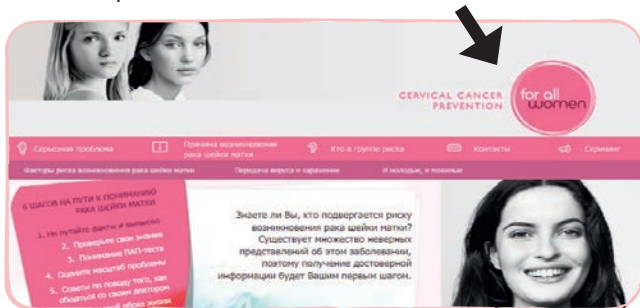 CERVICAL CANCER
PREVENTION
for all
women
Серьезная проблема
Причина возникновения
рака шейки матки
Кто в группе риска
Контакты
Скрининг
Факторы риска возникновения рака шейки матки
Передача вируса и заражение
И молодые, и пожилые
6 ШАГОВ НА ПУТИ К ПОНИМАНИЮ
РАКА ШЕЙКИ МАТКИ
1. Не путайте факты и вымысел
2. Проверьте свои знания
3. Понимание ПАП-теста
4. Оцените масштаб проблемы
5. Советы по поводу того, как
общаться со своим доктором
образ жизни
Знаете ли Вы, кто подвергается риску
возникновения рака шейки матки?
Существует множество неверных
представлений об этом заболевании,
поэтому получение достоверной
информации будет Вашим первым шагом.